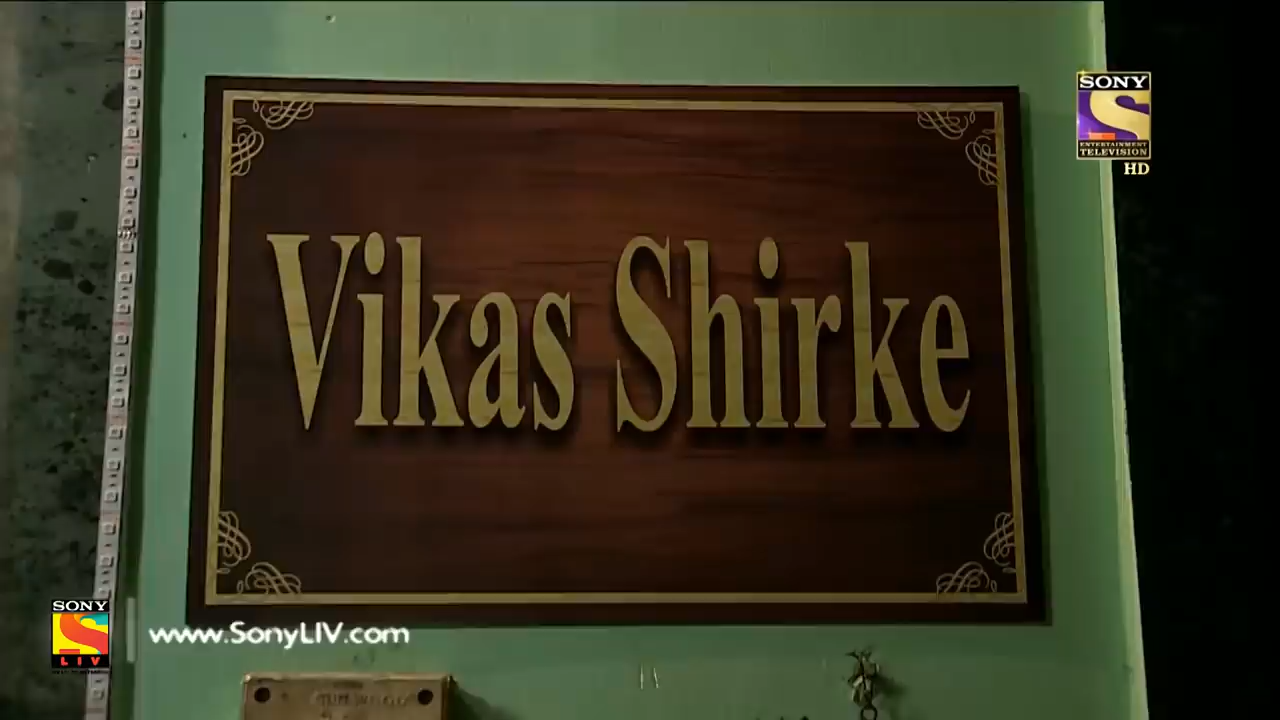 SONY
ENTERTAINMENT
TELEVISION
HD
Vikas Shirke
SONY
LIV
www.SonyLIV.com